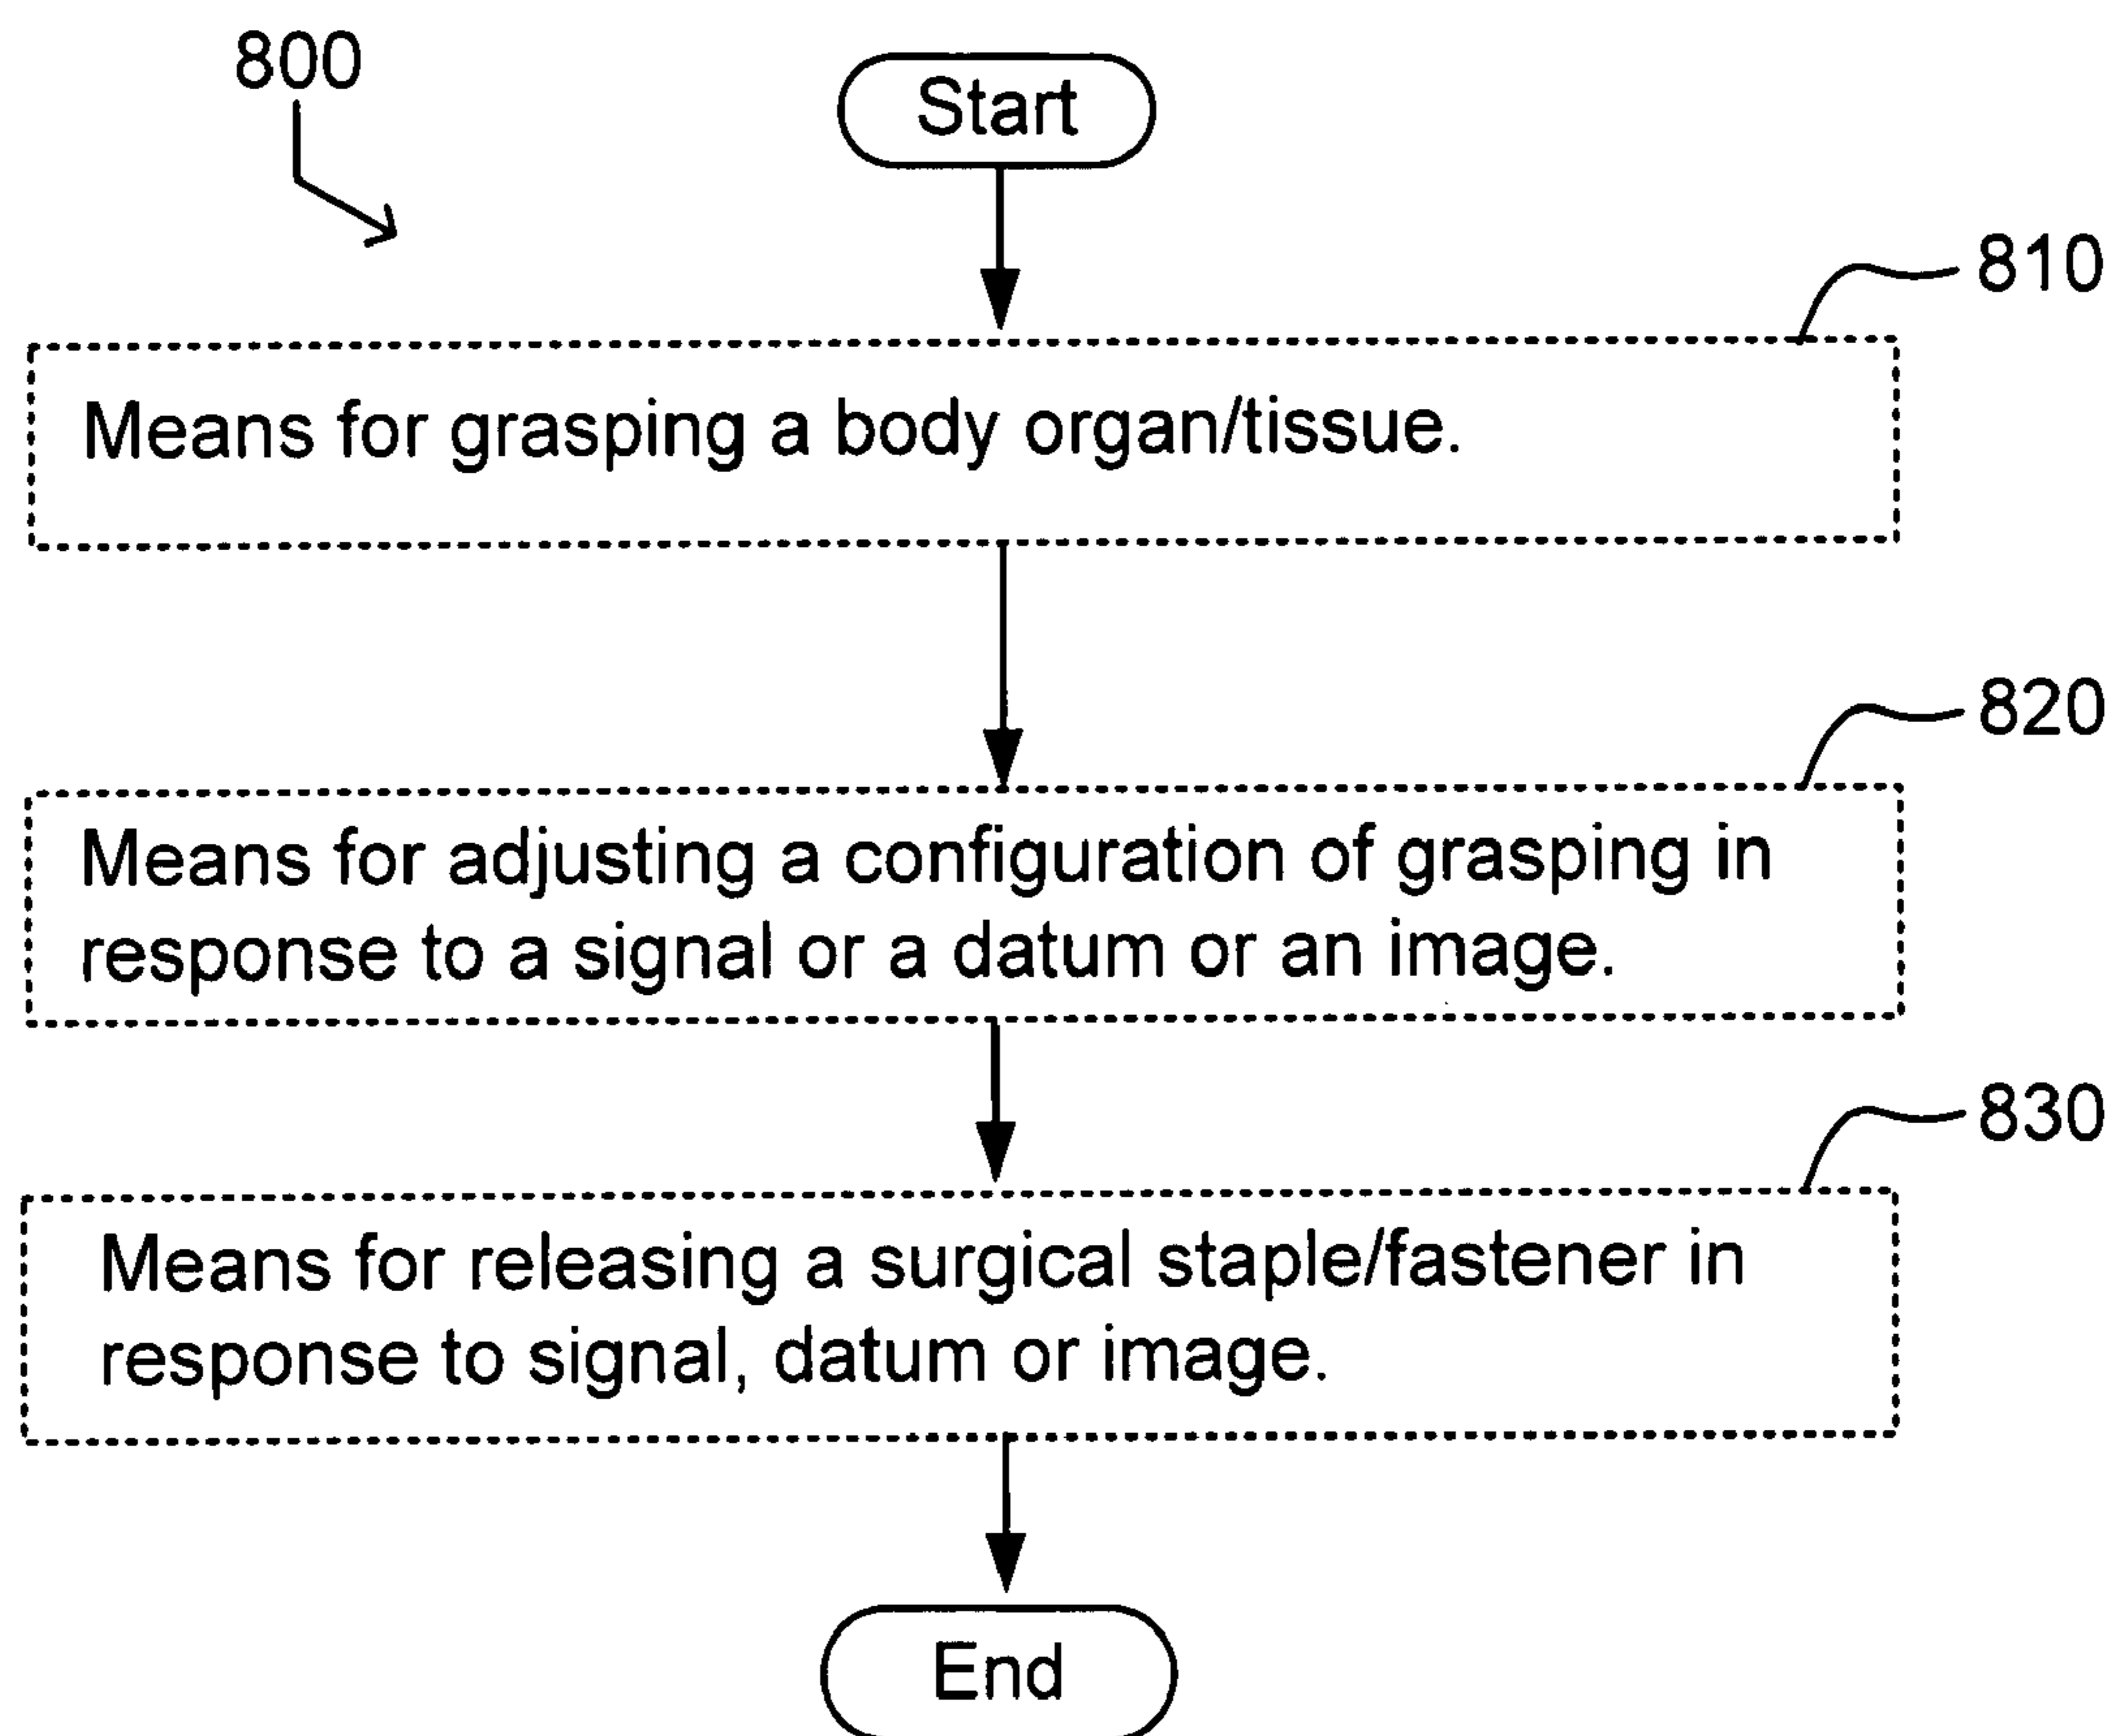 800
Start
810
Means for grasping a body organ/tissue.
820
Means for adjusting a configuration of grasping in
response to a signal or a datum or an image.
830
Means for releasing a surgical staple/fastener in
response to signal, datum or image.
End